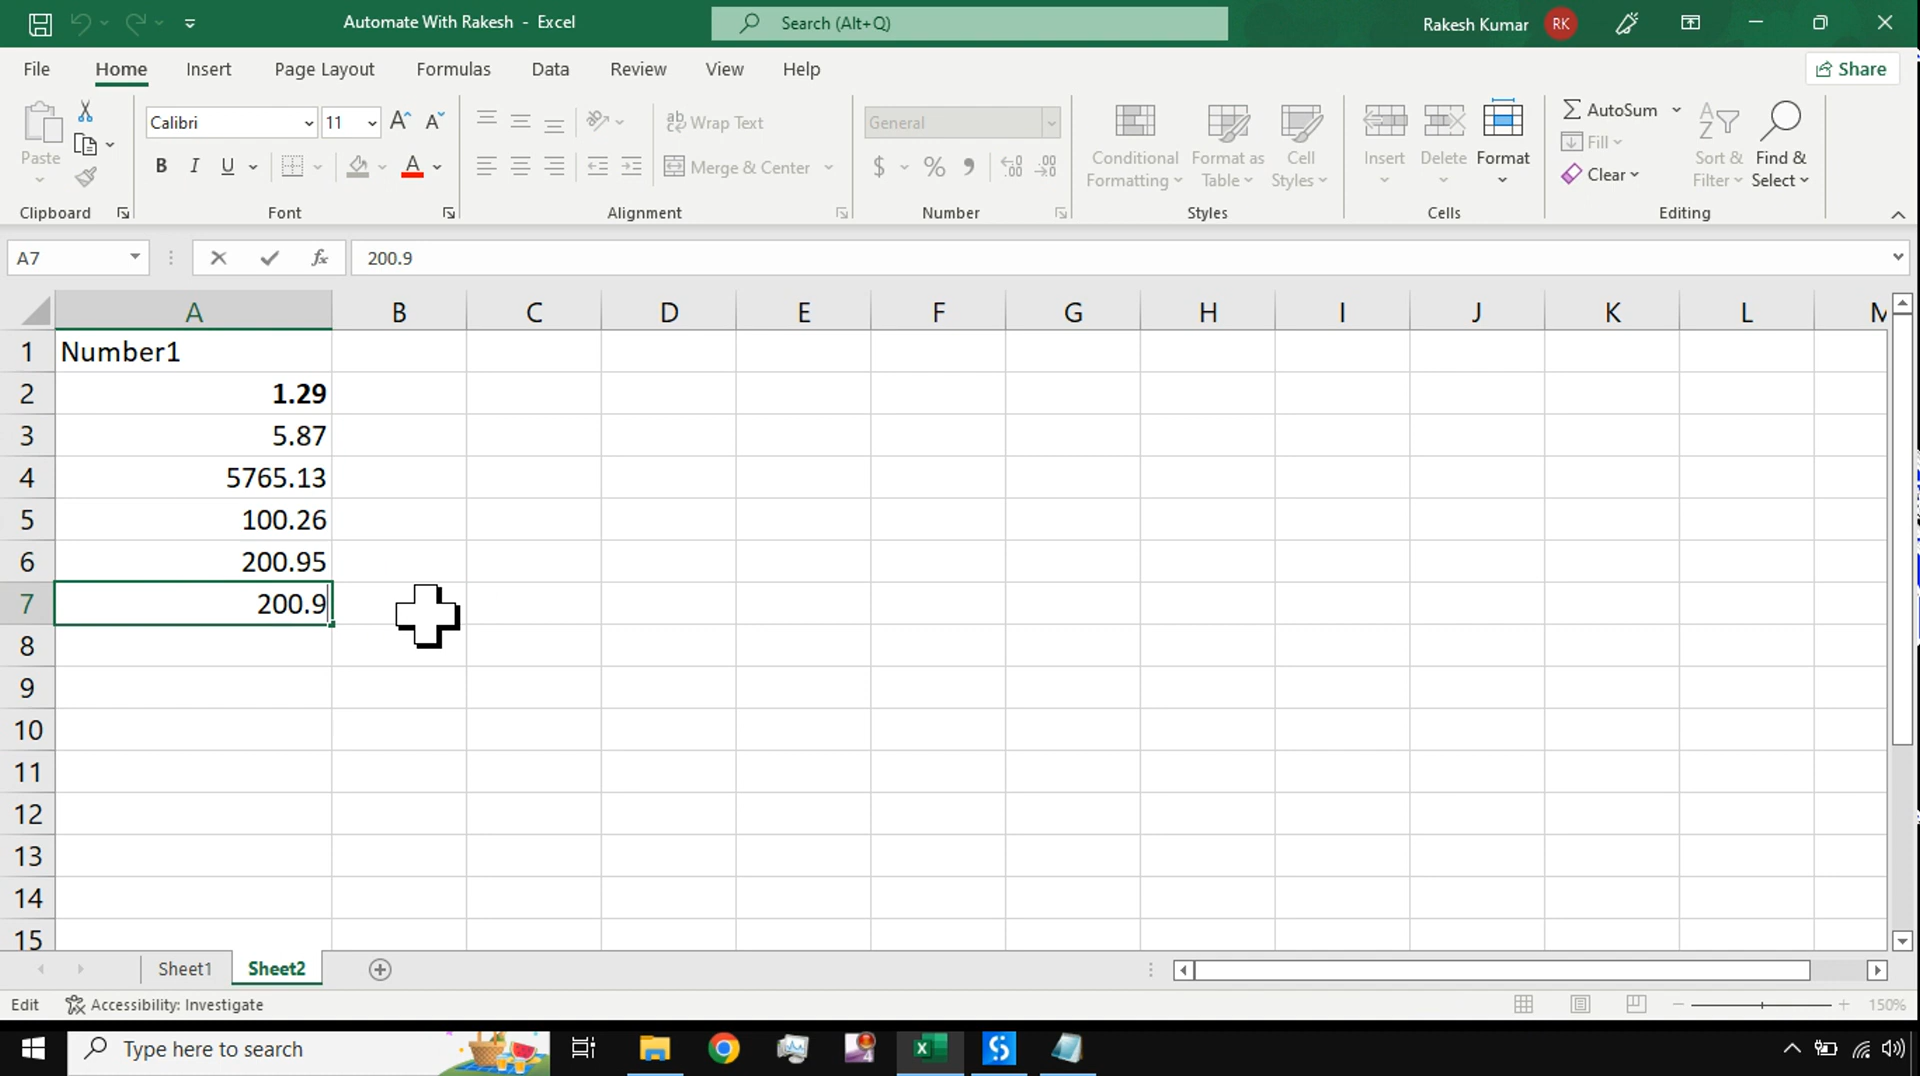 Automate With Rakesh - Excel
Search (Alt+Q)
Rakesh Kumar
RK
File
Home
Insert
Page Layout
Formulas
Data
Review
View
Help
Share
Paste
Clipboard
Calibri
11
B I U
Font
Wrap Text
Merge & Center
Alignment
General
$ %
Number
Conditional
Formatting
Format as
Table
Cell
Styles
Styles
Insert
Delete
Format
Cells
AutoSum
Fill
Clear
Sort &
Filter
Find &
Select
Editing
A7
fx
200.9
A B C D E F G H I J K L M
1 Number1
2 1.29
3 5.87
4 5765.13
5 100.26
6 200.95
7 200.9
8
9
10
11
12
13
14
15
Sheet1
Sheet2
Edit
Accessibility: Investigate
150%
Type here to search